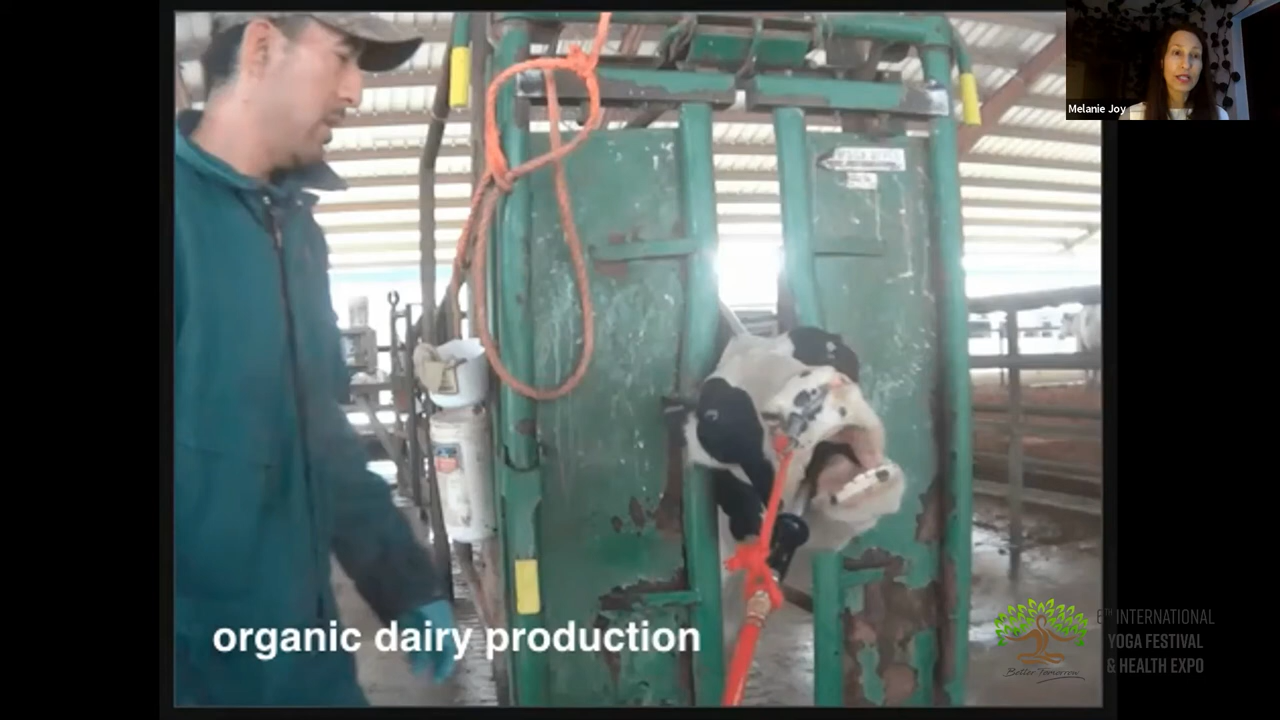 Melanie Joy
organic dairy production
6TH INTERNATIONAL
YOGA FESTIVAL
& HEALTH EXPO
Better Tomorrow